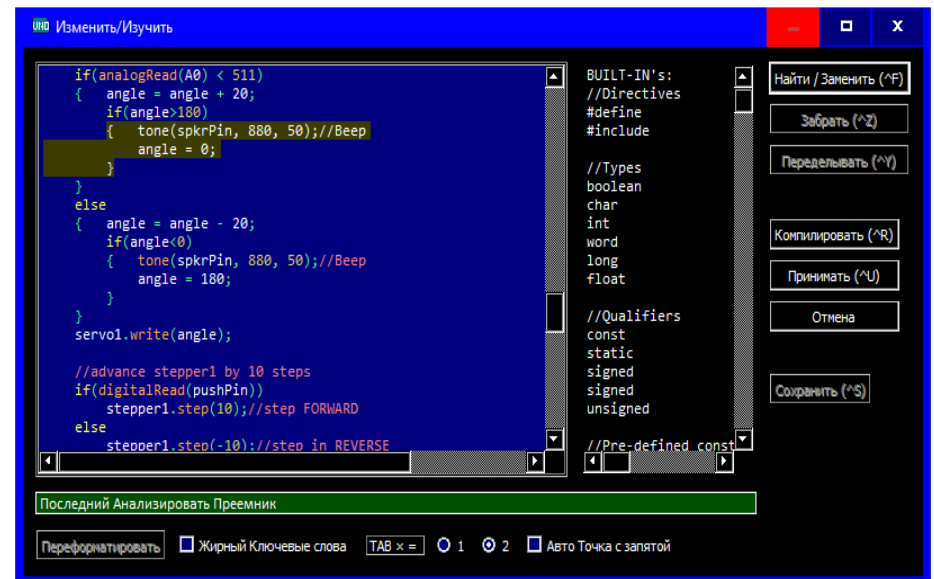 UNO Изменить/Изучить
if(analogRead(A0) < 511)
{ angle = angle + 20;
if(angle>180)
{ tone(spkrPin, 880, 50);//Beep
angle = 0;
}
}
else
{ angle = angle - 20;
if(angle<0)
{ tone(spkrPin, 880, 50);//Beep
angle = 180;
}
}
servo1.write(angle);
//advance stepper1 by 10 steps
if(digitalRead(pushPin))
stepper1.step(10);//step FORWARD
else
stepper1.step(-10);//step in REVERSE
BUILT-IN's:
//Directives
#define
#include
//Types
boolean
char
int
word
long
float
//Qualifiers
const
static
signed
signed
unsigned
//Pre-defined const
Найти / Заменить (^F)
Забрать (^Z)
Переделывать (^Y)
Компилировать (^R)
Принимать (^U)
Отмена
Сохранить (^S)
Последний Анализировать Преемник
Переформатировать Жирный Ключевые слова TAB x = 1 2 Авто Точка с запятой